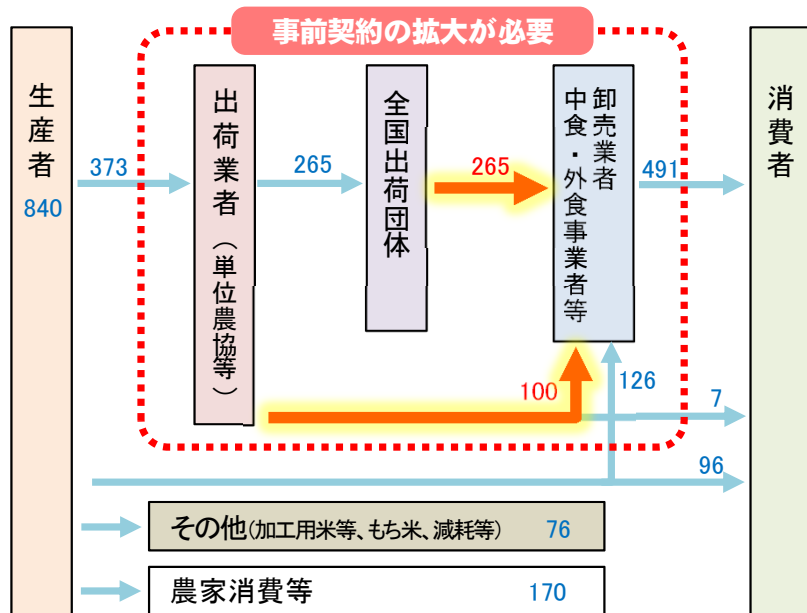 事前契約の拡大が必要
生産者
840
373
出荷業者（単位農協等）
265
全国出荷団体
265
卸売業者
中食・外食事業者等
491
消費者
100
126
7
96
その他(加工用米等、もち米、減耗等) 76
農家消費等 170